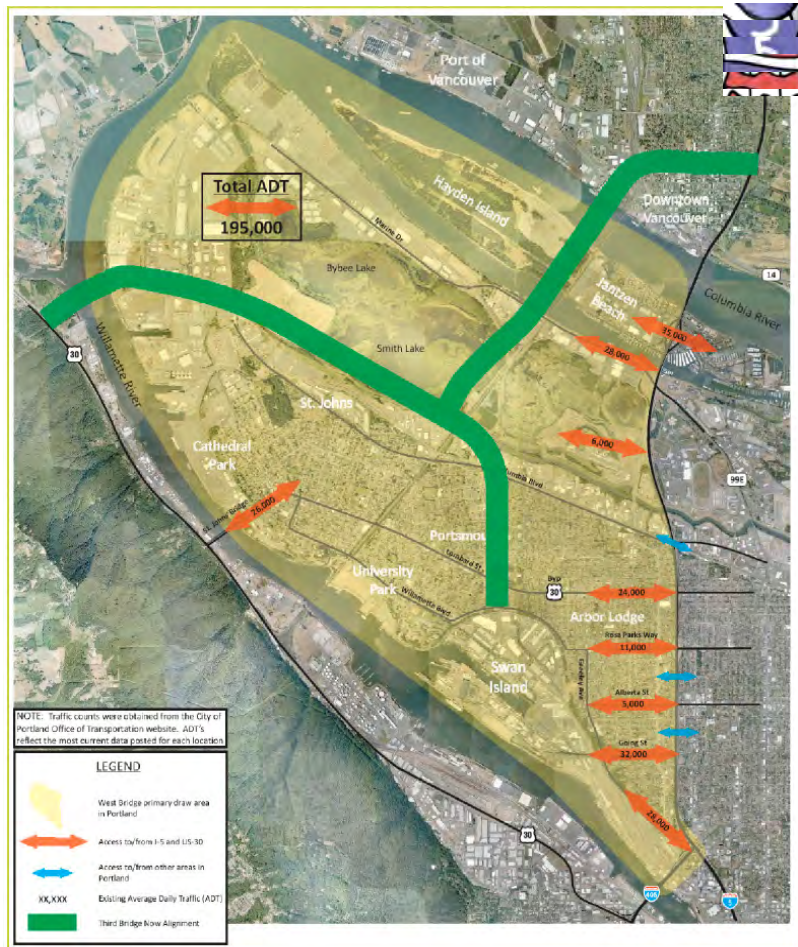 Port of
Vancouver
Total ADT
195,000
Hayden Island
Downtown
Vancouver
Marine Dr
14
Bybee Lake
Jantzen
Beach
Columbia River
35,000
28,000
30
Willamette River
Smith Lake
St. Johns
6,000
Cathedral
Park
998
26,000
Lombard St
Byp
30
24,000
University
Park
Willamette Blvd
Arbor Lodge
Rosa Parks Way
11,000
Swan
Island
Greeley Ave
Alberta St
5,000
Going St
32,000
28,000
30
405
5
NOTE: Traffic counts were obtained from the City of
Portland Office of Transportation website. ADT's
reflect the most current data posted for each location.
LEGEND
West Bridge primary draw area
in Portland
Access to/from I-5 and US-30
Access to/from other areas in
Portland
XX,XXX Existing Average Daily Traffic (ADT)
Third Bridge Now Alignment